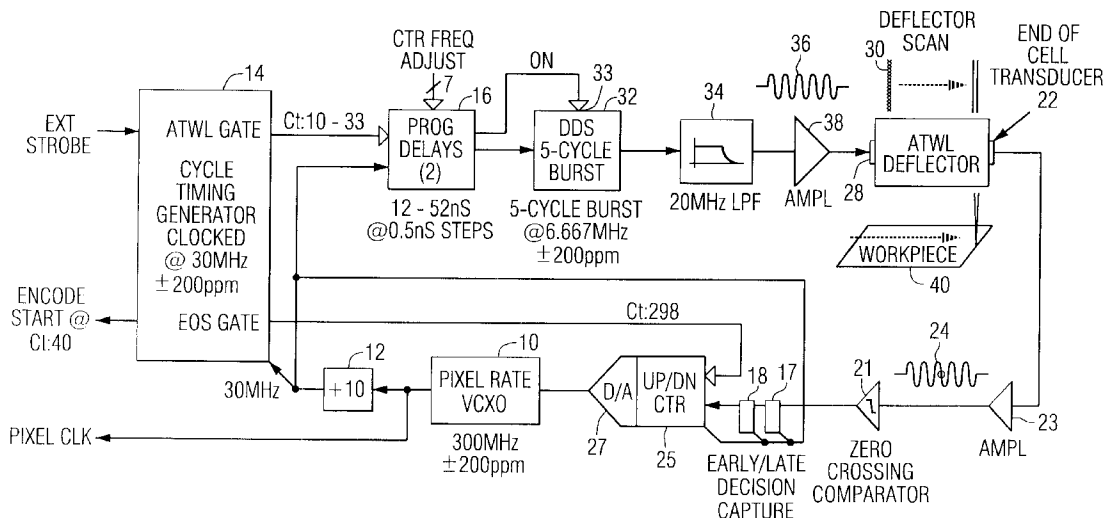 DEFLECTOR
SCAN
CTR FREQ
ADJUST
7
ON
36
30
END OF
CELL
TRANSDUCER
22
14
16
33
32
34
38
EXT
STROBE
ATWL GATE
Ct:10 - 33
PROG
DELAYS
(2)
DDS
5-CYCLE
BURST
ATWL
DEFLECTOR
28
CYCLE
TIMING
GENERATOR
CLOCKED
@ 30MHz
±200ppm
12 - 52nS
@0.5nS STEPS
5-CYCLE BURST
@6.667MHz
±200ppm
20MHz LPF
AMPL
WORKPIECE
40
ENCODE
START @
Ct:40
EOS GATE
Ct:298
12
10
18
17
21
24
30MHz
+10
PIXEL RATE
VCXO
D/A
UP/DN
CTR
23
PIXEL CLK
300MHz
±200ppm
27
25
EARLY/LATE
DECISION
CAPTURE
ZERO
CROSSING
COMPARATOR
AMPL